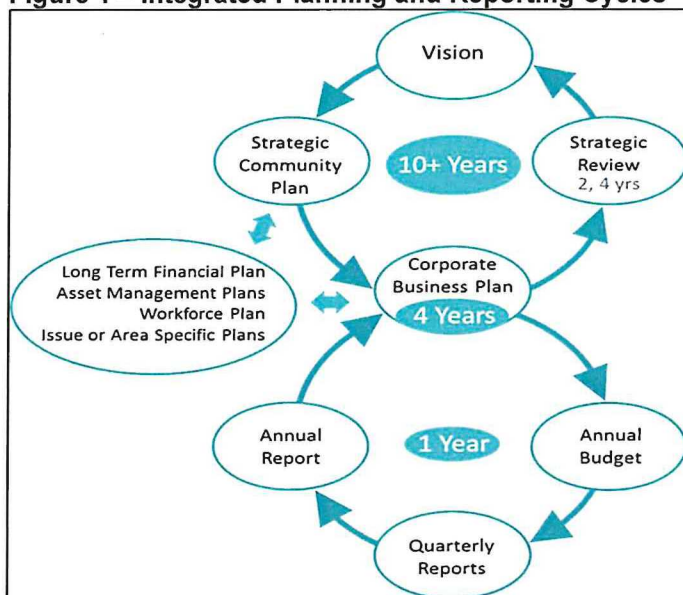 Figure 1 – Integrated Planning and Reporting Cycles
Vision
Strategic
Community
Plan
10+ Years
Strategic
Review
2, 4 yrs
Long Term Financial Plan
Asset Management Plans
Workforce Plan
Issue or Area Specific Plans
Corporate
Business Plan
4 Years
Annual
Report
1 Year
Annual
Budget
Quarterly
Reports